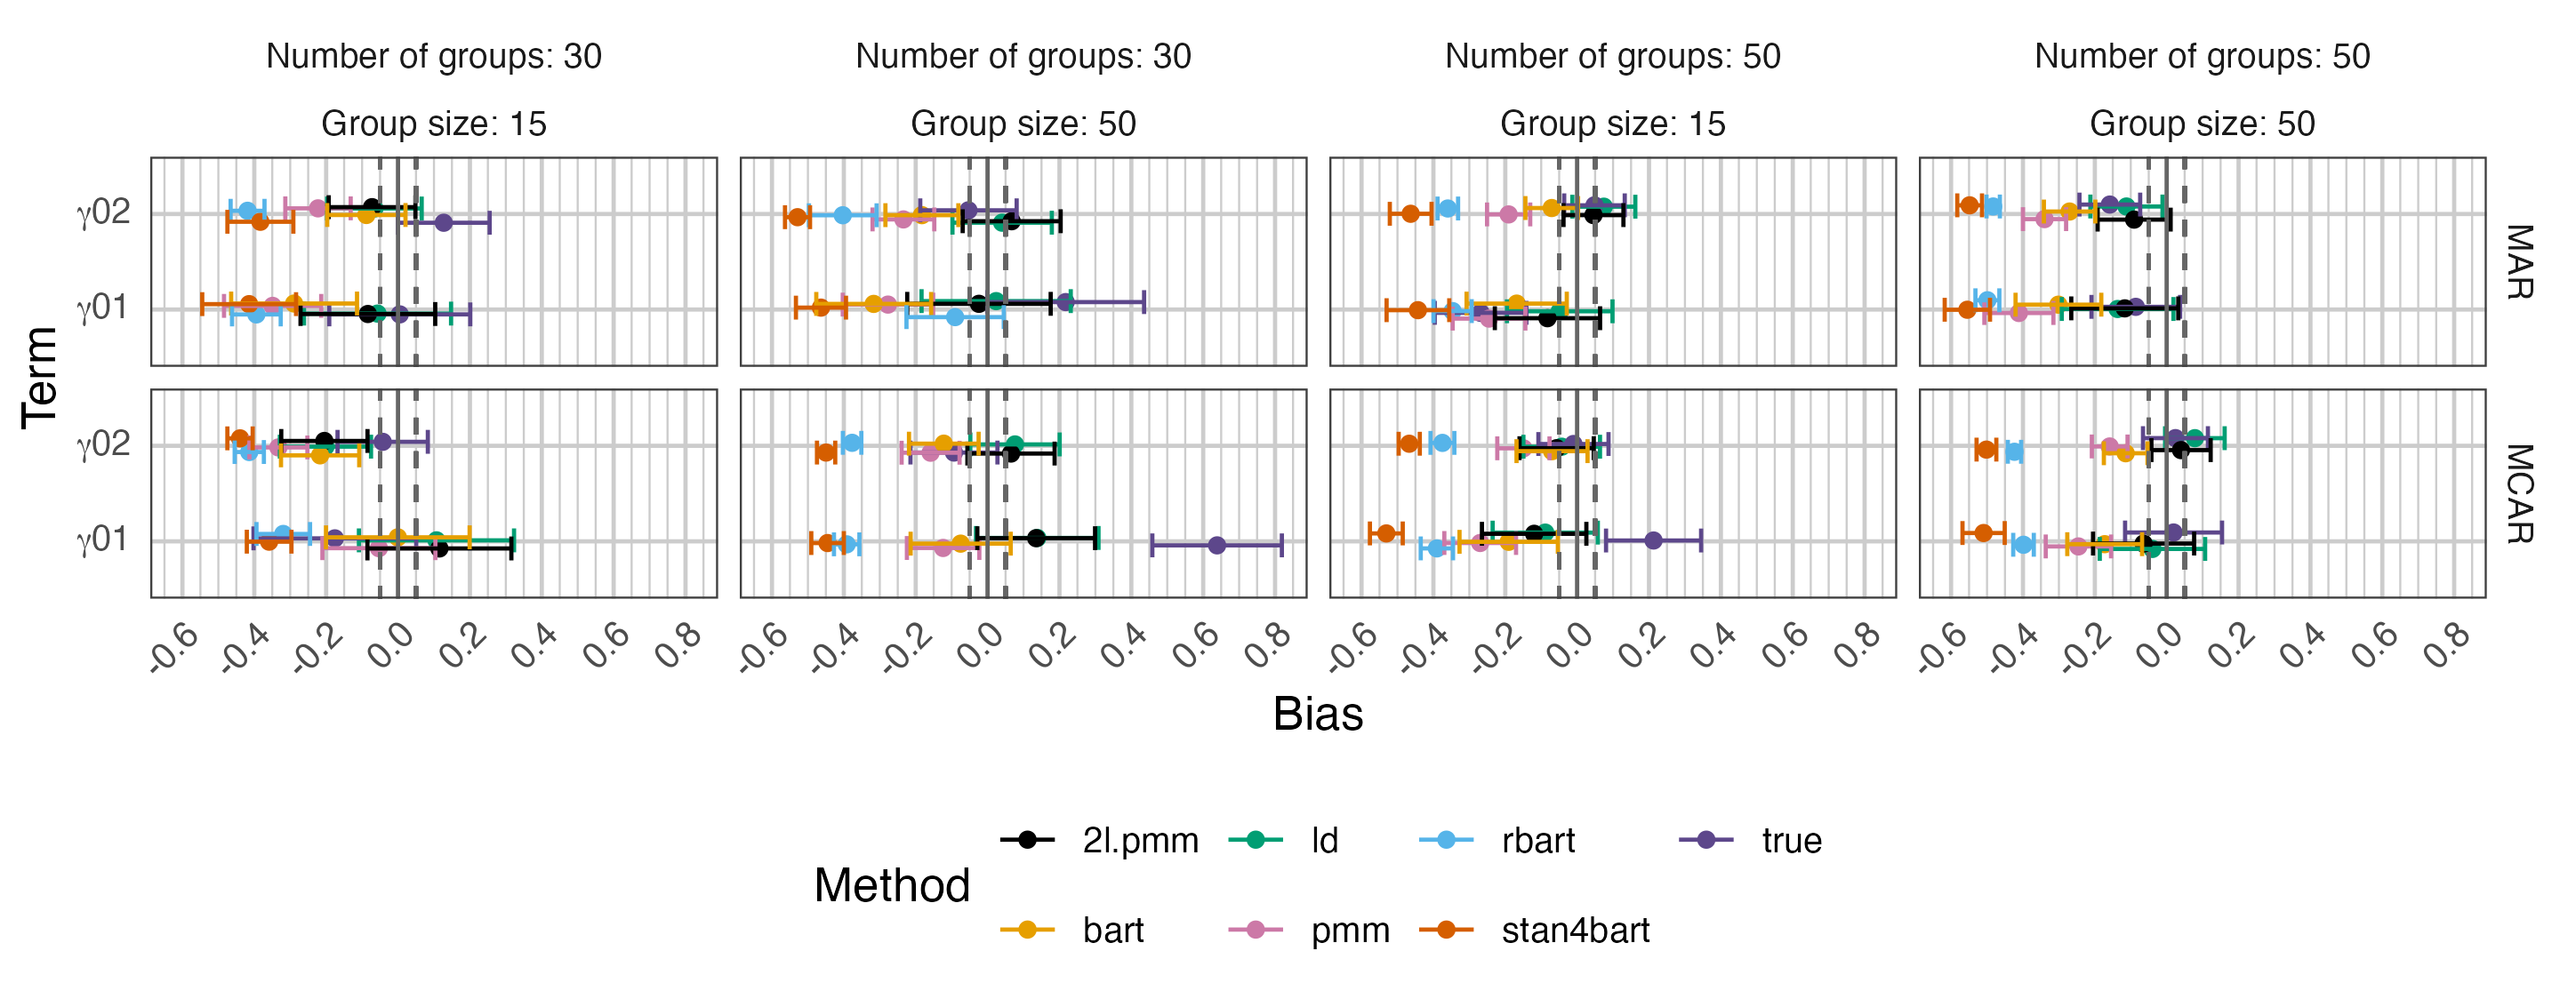 Number of groups: 30 Number of groups: 30 Number of groups: 50 Number of groups: 50
Group size: 15 Group size: 50 Group size: 15 Group size: 50
Term
γ02
γ01
MAR
γ02
γ01
MCAR
-0.6 -0.4 -0.2 0.0 0.2 0.4 0.6 0.8 -0.6 -0.4 -0.2 0.0 0.2 0.4 0.6 0.8 -0.6 -0.4 -0.2 0.0 0.2 0.4 0.6 0.8 -0.6 -0.4 -0.2 0.0 0.2 0.4 0.6 0.8
Bias
Method
2l.pmm ld rbart true
bart pmm stan4bart